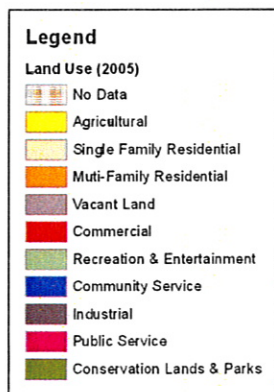 Legend
Land Use (2005)
No Data
Agricultural
Single Family Residential
Muti-Family Residential
Vacant Land
Commercial
Recreation & Entertainment
Community Service
Industrial
Public Service
Conservation Lands & Parks